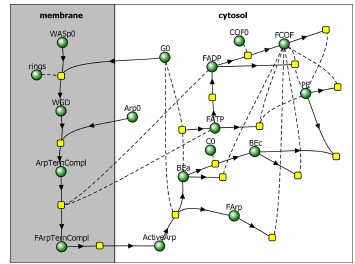 membrane
cytosol
WASp0
G0
COF0
FCOF
rings
FADP
PF
WGD
Arp0
FATP
C0
BEc
ArpTernCompl
BEa
FArp
FArpTernCompl
ActiveArp